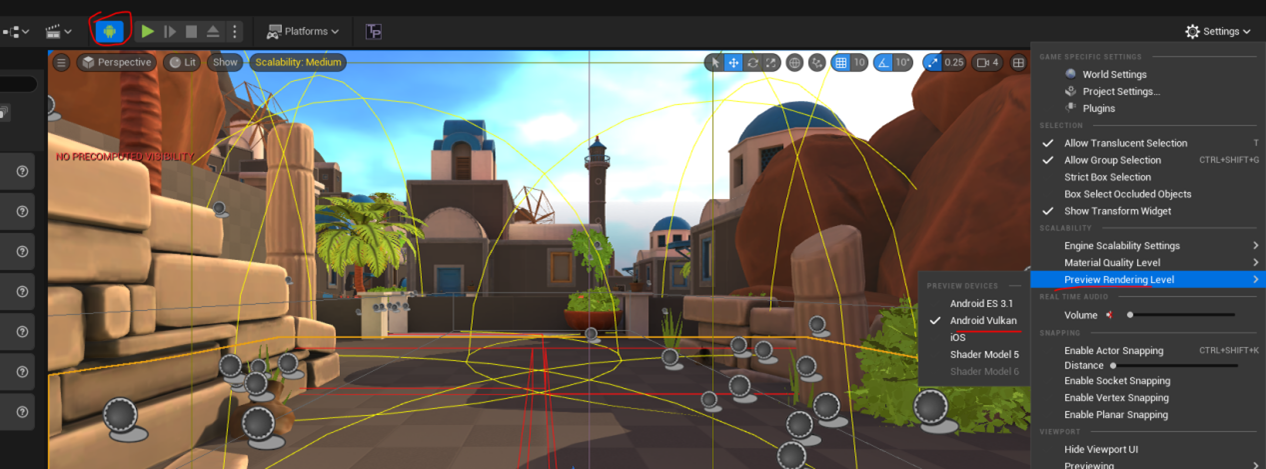 Platforms
TP
Settings
Perspective
Lit
Show
Scalability: Medium
10
10°
0.25
4
NO PRECOMPUTED VISIBILITY
GAME SPECIFIC SETTINGS
World Settings
Project Settings...
Plugins
SELECTION
Allow Translucent Selection T
Allow Group Selection CTRL+SHIFT+G
Strict Box Selection
Box Select Occluded Objects
Show Transform Widget
SCALABILITY
Engine Scalability Settings
Material Quality Level
Preview Rendering Level
PREVIEW DEVICES
Android ES 3.1
Android Vulkan
iOS
Shader Model 5
Shader Model 6
REAL TIME AUDIO
Volume
SNAPPING
Enable Actor Snapping CTRL+SHIFT+K
Distance
Enable Socket Snapping
Enable Vertex Snapping
Enable Planar Snapping
VIEWPORT
Hide Viewport UI
Previewing